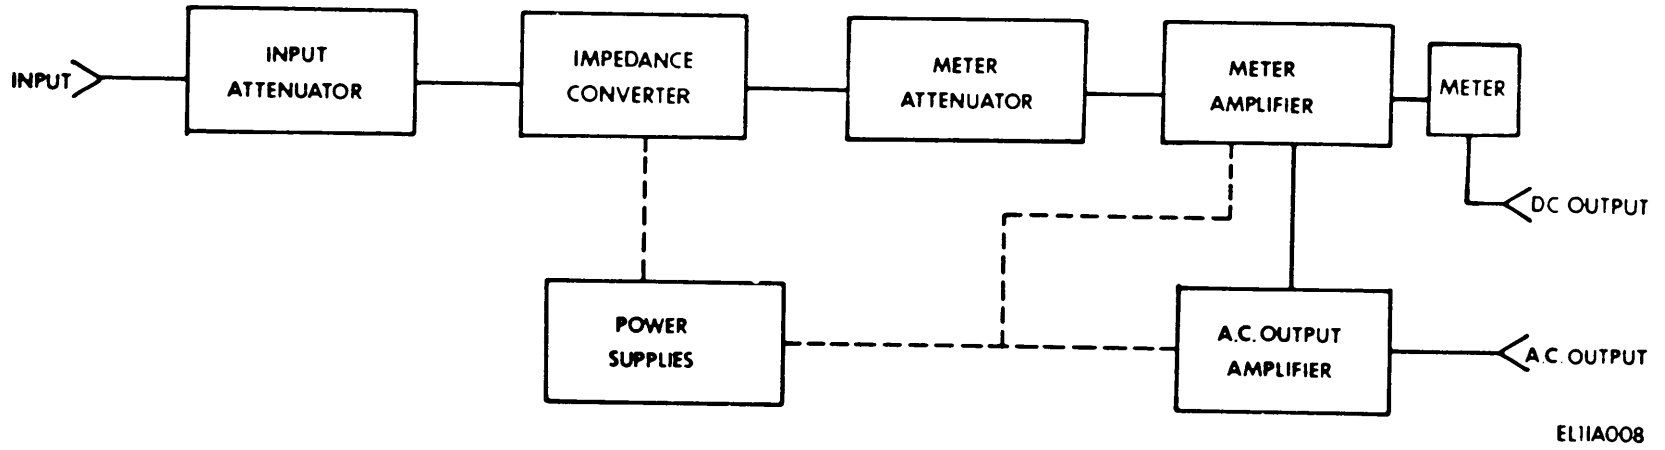 INPUT
INPUT
ATTENUATOR
IMPEDANCE
CONVERTER
METER
ATTENUATOR
METER
AMPLIFIER
METER
DC OUTPUT
POWER
SUPPLIES
A.C. OUTPUT
AMPLIFIER
A.C. OUTPUT
EL11A008